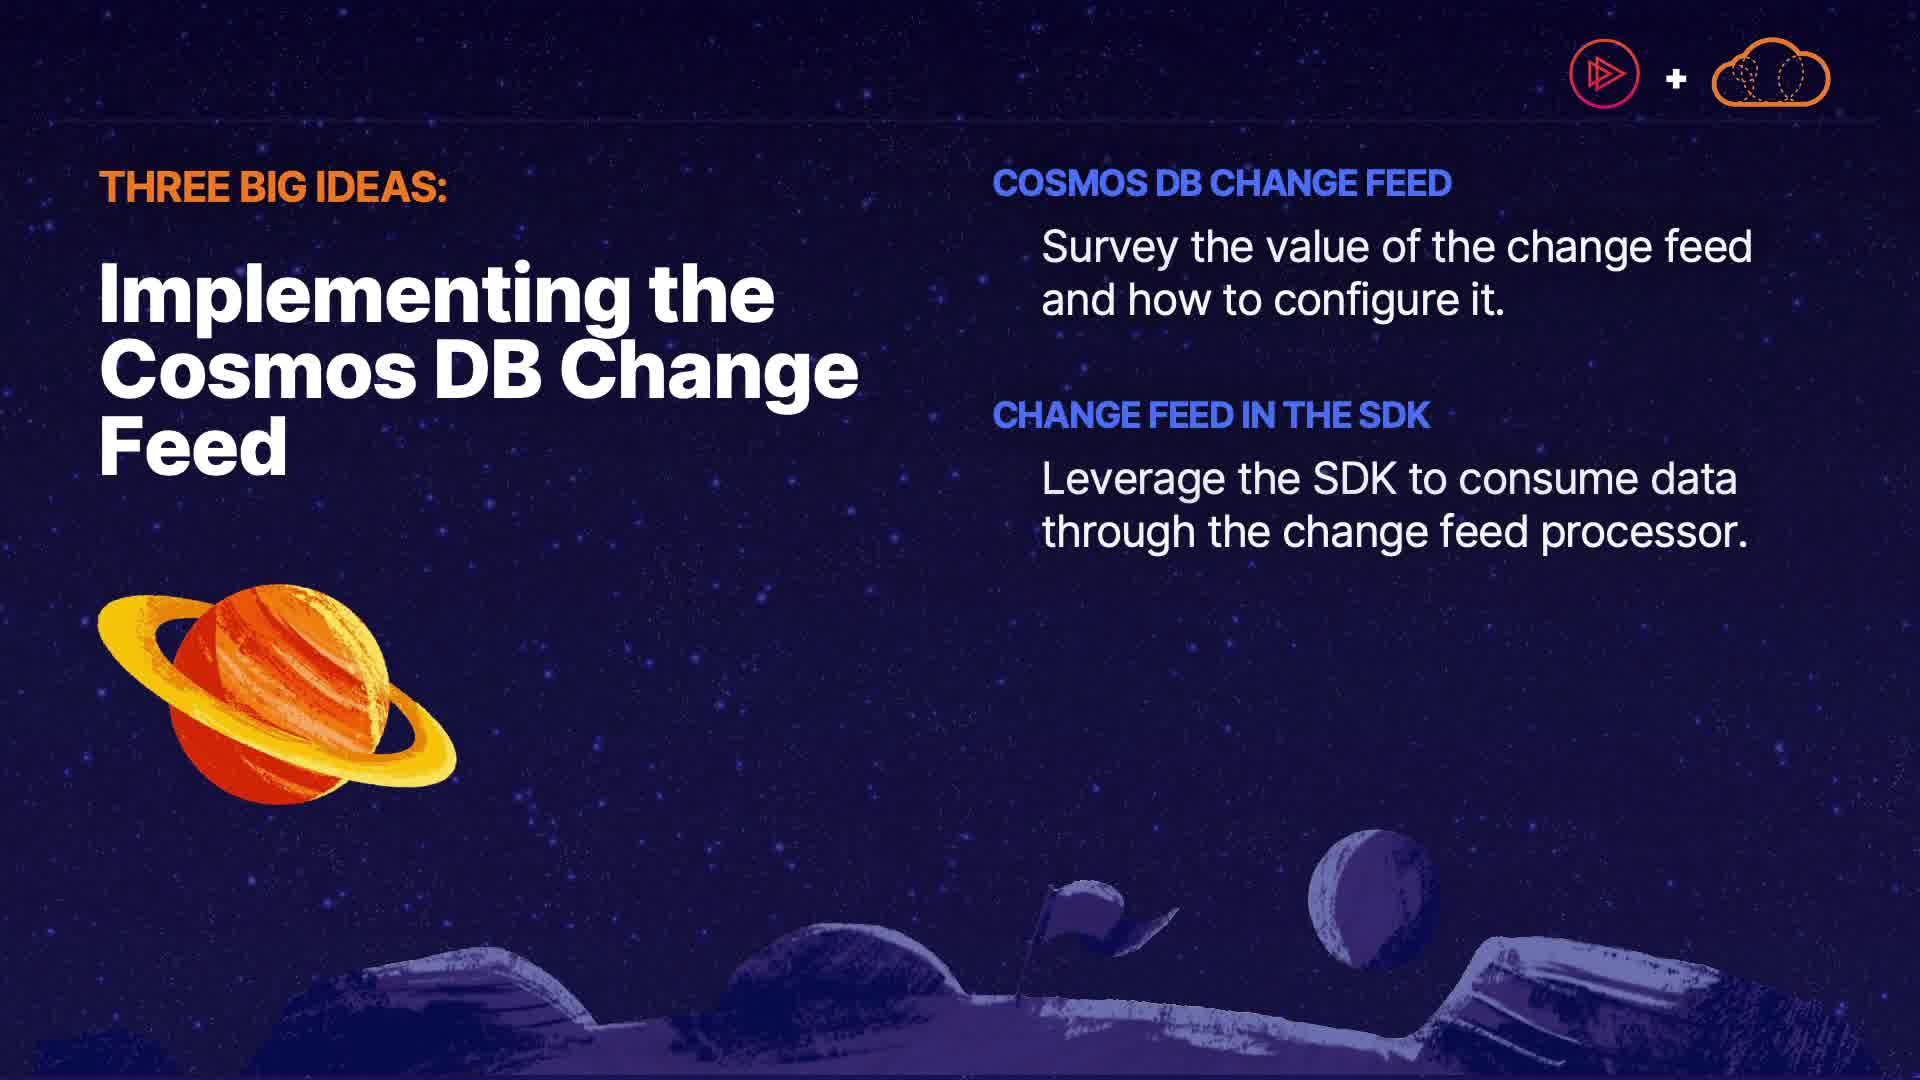 THREE BIG IDEAS:
Implementing the
Cosmos DB Change
Feed
+
COSMOS DB CHANGE FEED
Survey the value of the change feed
and how to configure it.
CHANGE FEED IN THE SDK
Leverage the SDK to consume data
through the change feed processor.